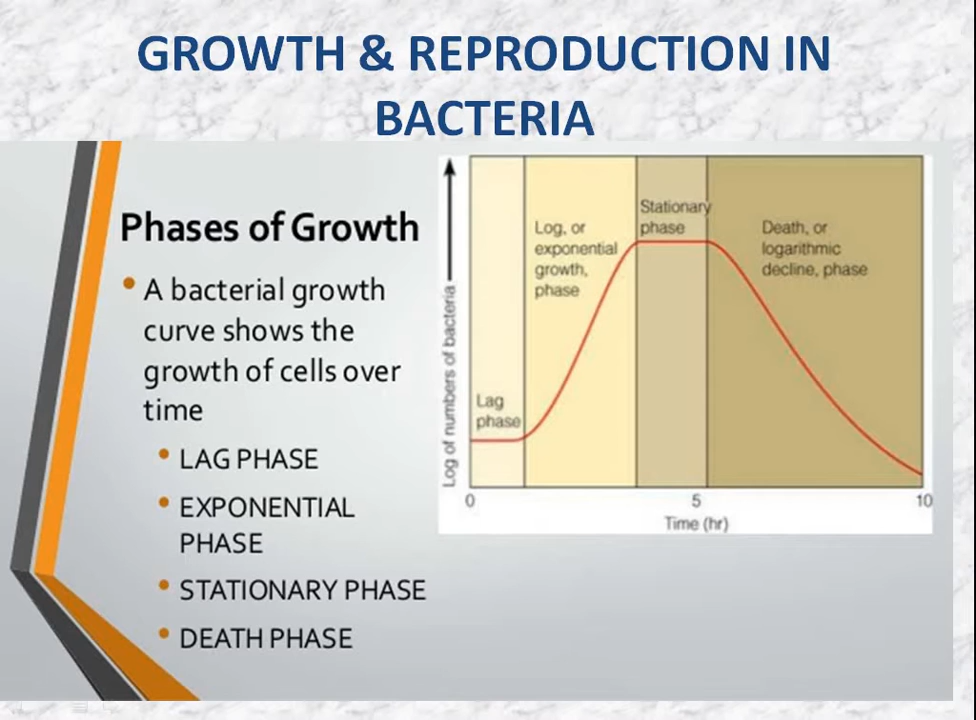 GROWTH & REPRODUCTION IN
BACTERIA
Phases of Growth
• A bacterial growth
curve shows the
growth of cells over
time
• LAG PHASE
• EXPONENTIAL
PHASE
• STATIONARY PHASE
• DEATH PHASE
Log of numbers of bacteria
Lag
phase
Log, or
exponential
growth,
phase
Stationary
phase
Death, or
logarithmic
decline, phase
0
5
10
Time (hr)